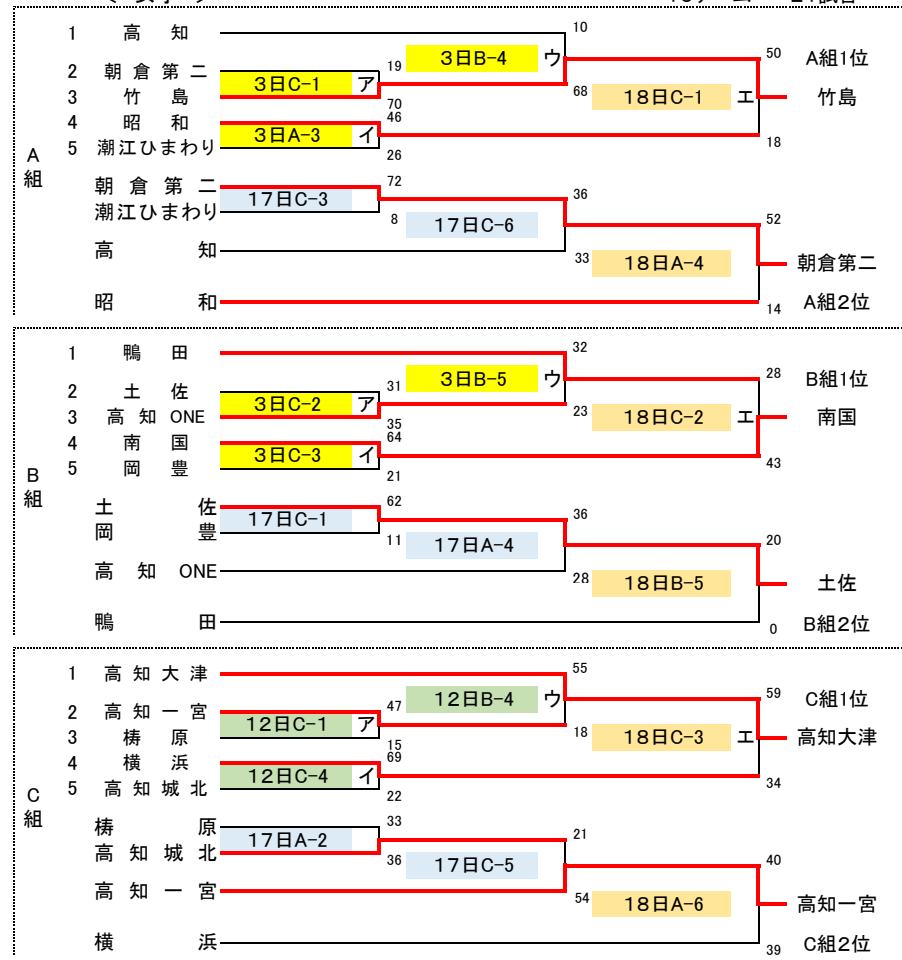 1 高 知 10
3日B-4 ウ 50 A組1位
2 朝 倉 第 二 19
3日C-1 ア 68 18日C-1 エ 竹島
3 竹 島 70
4 昭 和 46
3日A-3 イ 18
5 潮江ひまわり 26
A組
朝 倉 第 二 72
17日C-3 36
潮江ひまわり 8 17日C-6 52
高 知 33 18日A-4 朝倉第二
昭 和 14 A組2位
1 鴨 田 32
3日B-5 ウ 28 B組1位
2 土 佐 31
3日C-2 ア 23 18日C-2 エ 南国
3 高 知 ONE 35
4 南 国 64
3日C-3 イ 43
5 岡 豊 21
B組
土 佐 62
17日C-1 36
岡 豊 11 17日A-4 20
高 知 ONE 28 18日B-5 土佐
鴨 田 0 B組2位
1 高 知 大 津 55
12日B-4 ウ 59 C組1位
2 高 知 一 宮 47
12日C-1 ア 18 18日C-3 エ 高知大津
3 梼 原 15
4 横 浜 69
12日C-4 イ 34
5 高 知 城 北 22
C組
梼 原 33
17日A-2 21
高 知 城 北 36 17日C-5 40
高 知 一 宮 54 18日A-6 高知一宮
横 浜 39 C組2位